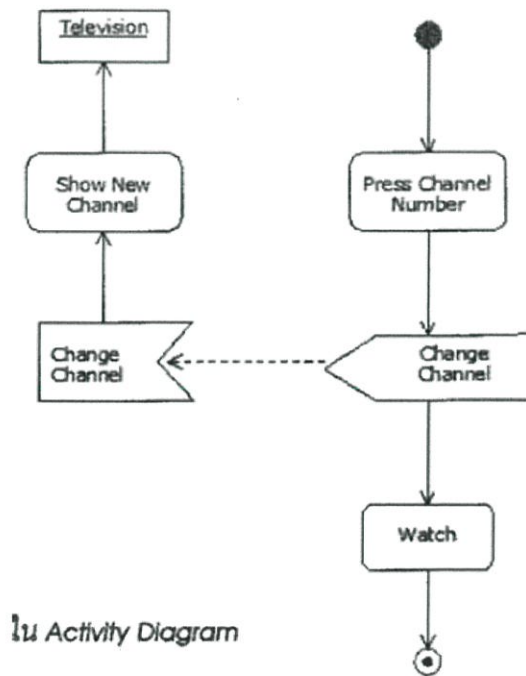 Television
Show New
Channel
Press Channel
Number
Change
Channel
Change
Channel
Watch
ใน Activity Diagram